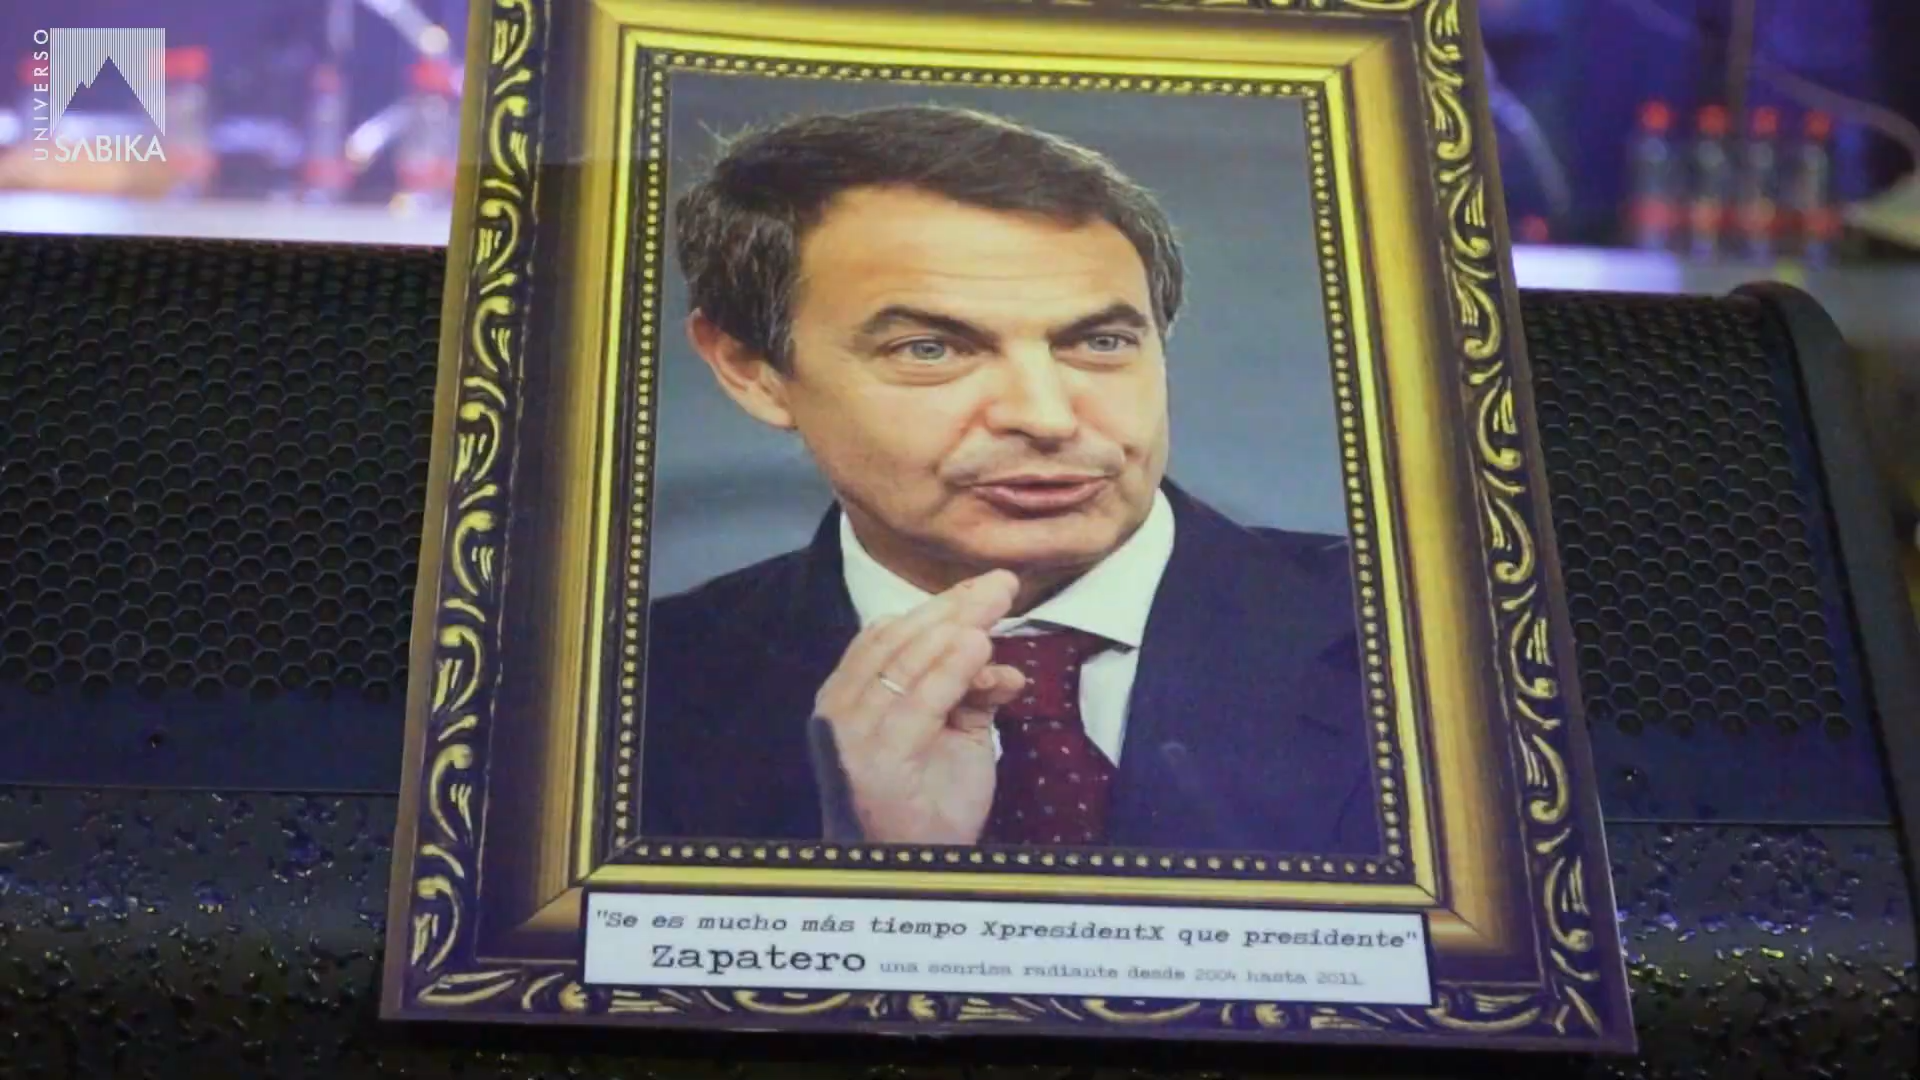 UNIVERSO
SABIKA
"Se es mucho más tiempo XpresidentX que presidente"
Zapatero una sonrisa radiante desde 2004 hasta 2011